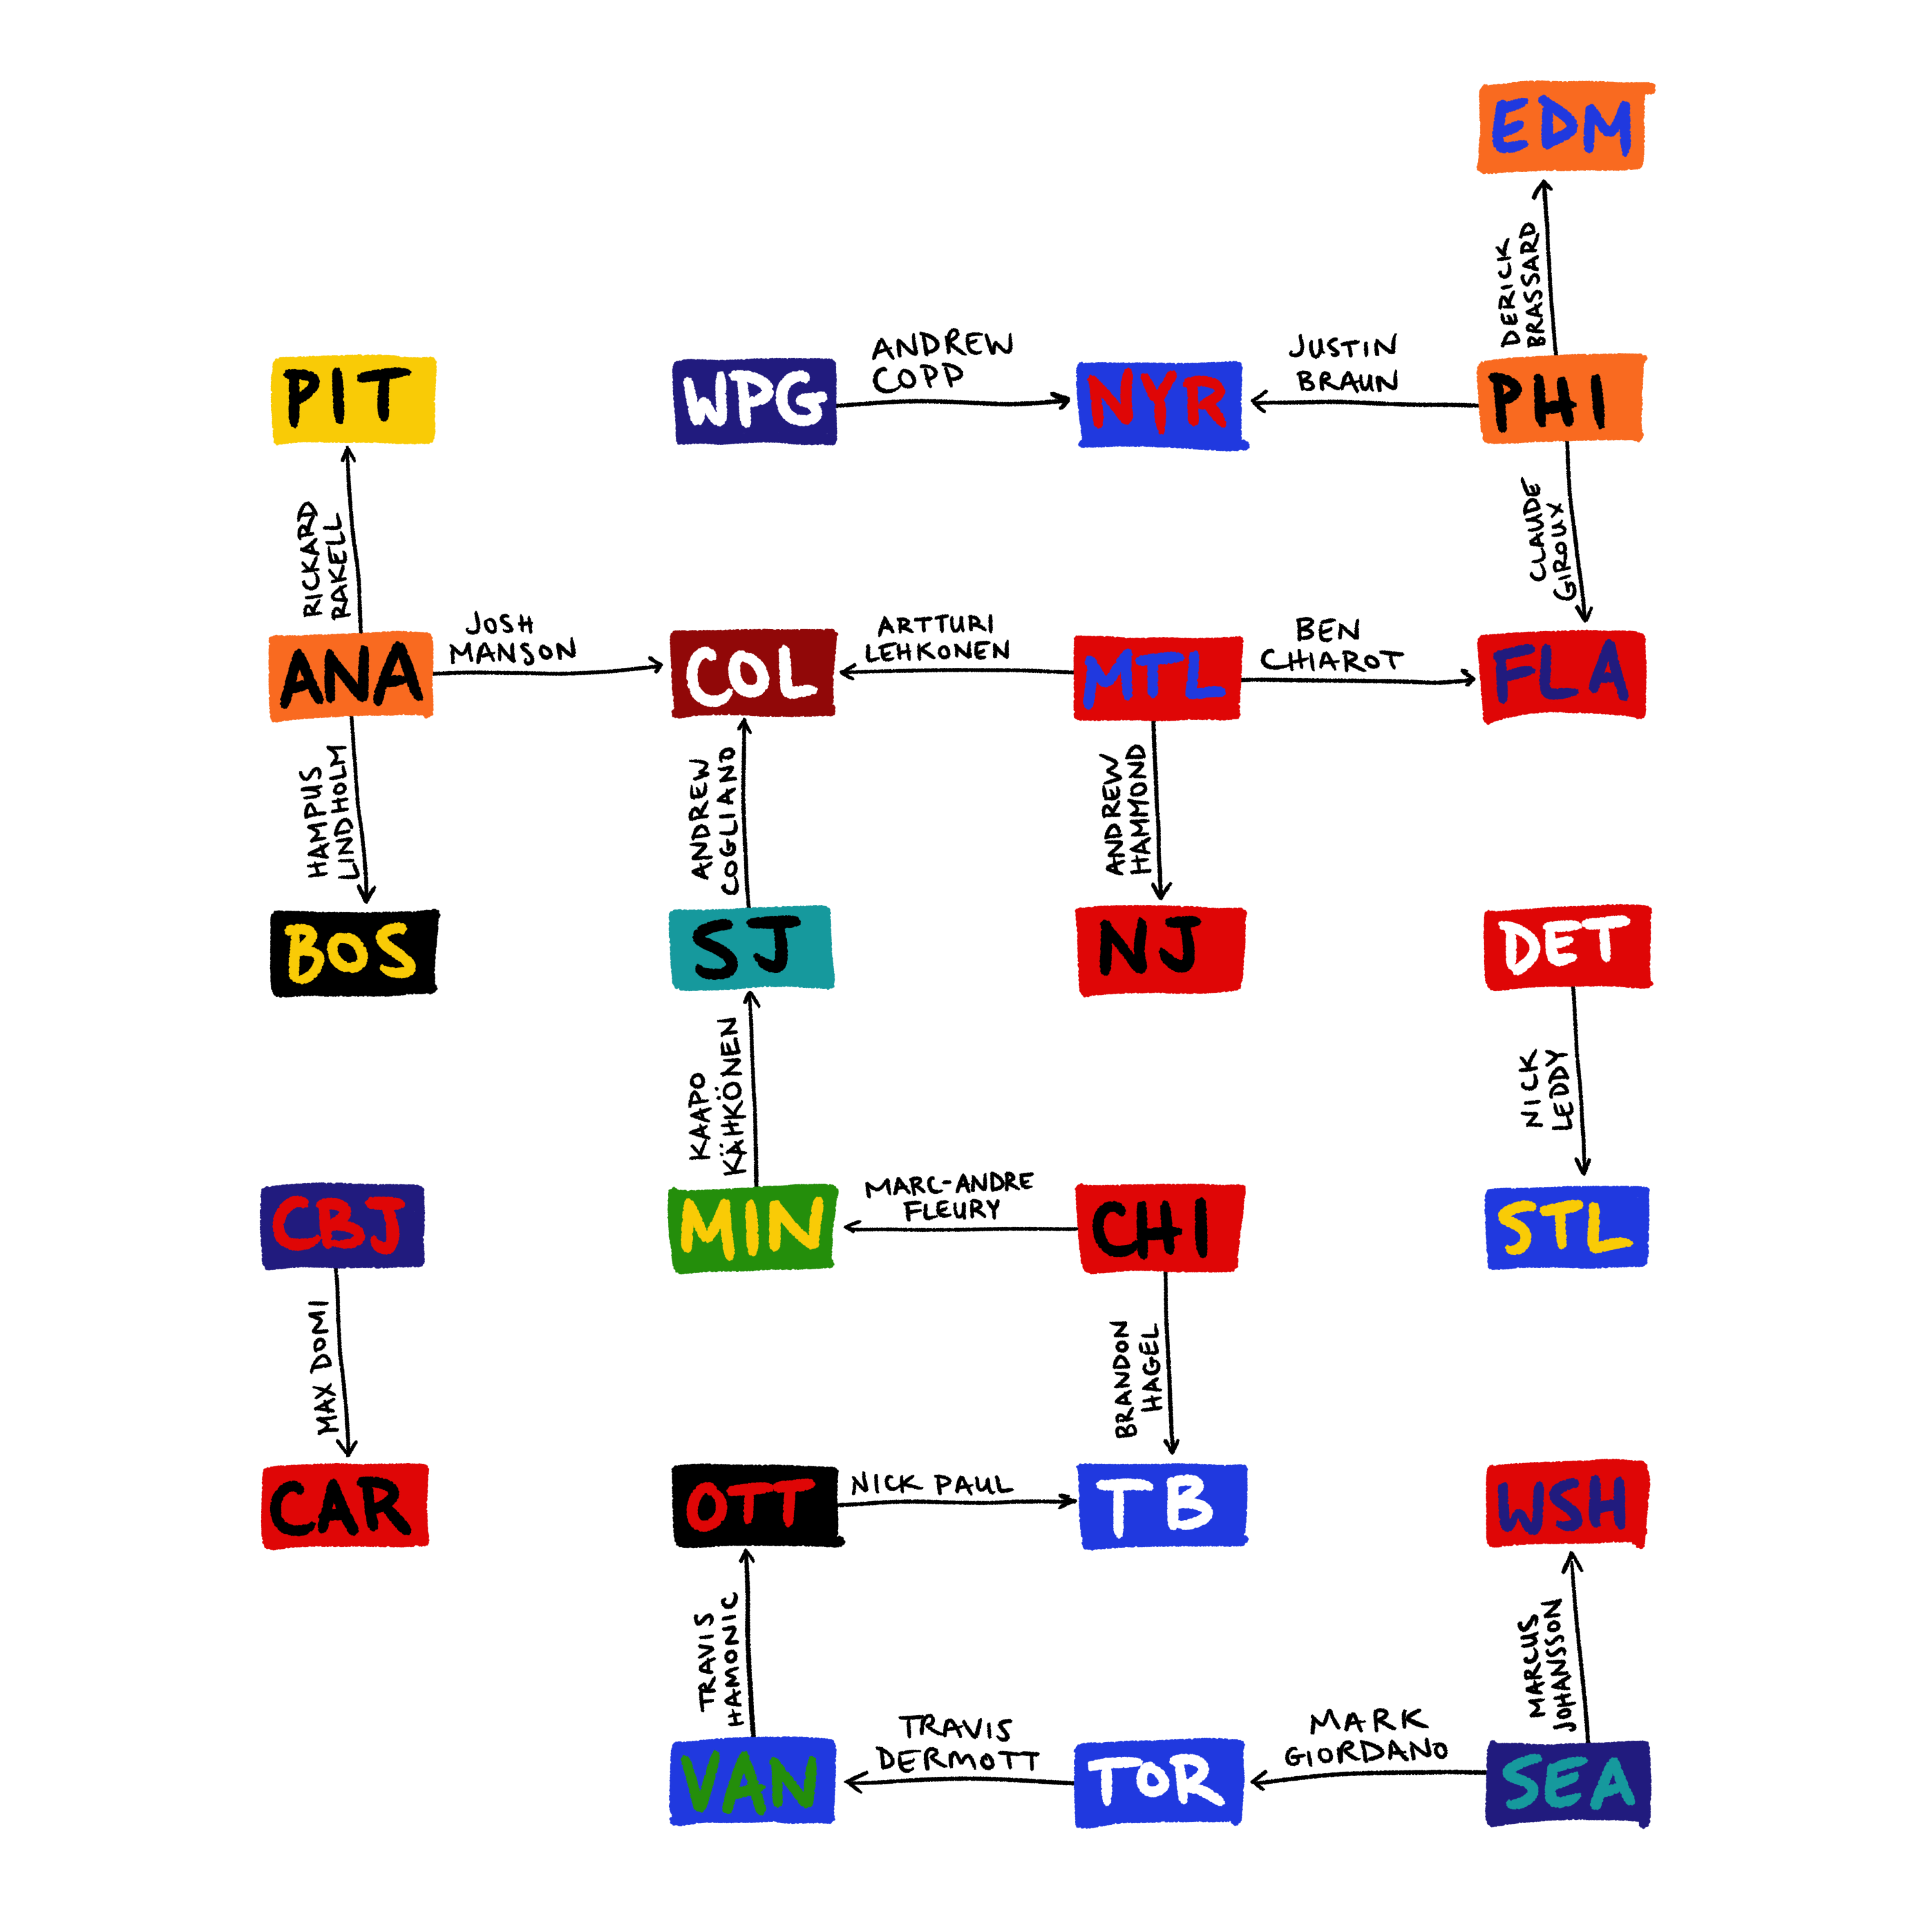 EDM
DERICK
BRASSARD
PIT
WPG
ANDREW
COPP
NYR
JUSTIN
BRAUN
PHI
RICKARD
RAKELL
CLAUDE
GIROUX
ANA
JOSH
MANSON
COL
ARTTURI
LEHKONEN
MTL
BEN
CHIAROT
FLA
HAMPUS
LINDHOLM
ANDREW
COGLIANO
ANDREW
HAMMOND
BOS
SJ
NJ
DET
KAAPO
KÄHKÖNEN
NICK
LEDDY
CBJ
MIN
MARC-ANDRE
FLEURY
CHI
STL
MAX DOMI
BRANDON
HAGEL
CAR
OTT
NICK PAUL
TB
WSH
TRAVIS
HAMONIC
MARCUS
JOHANSSON
VAN
TRAVIS
DERMOTT
TOR
MARK
GIORDANO
SEA